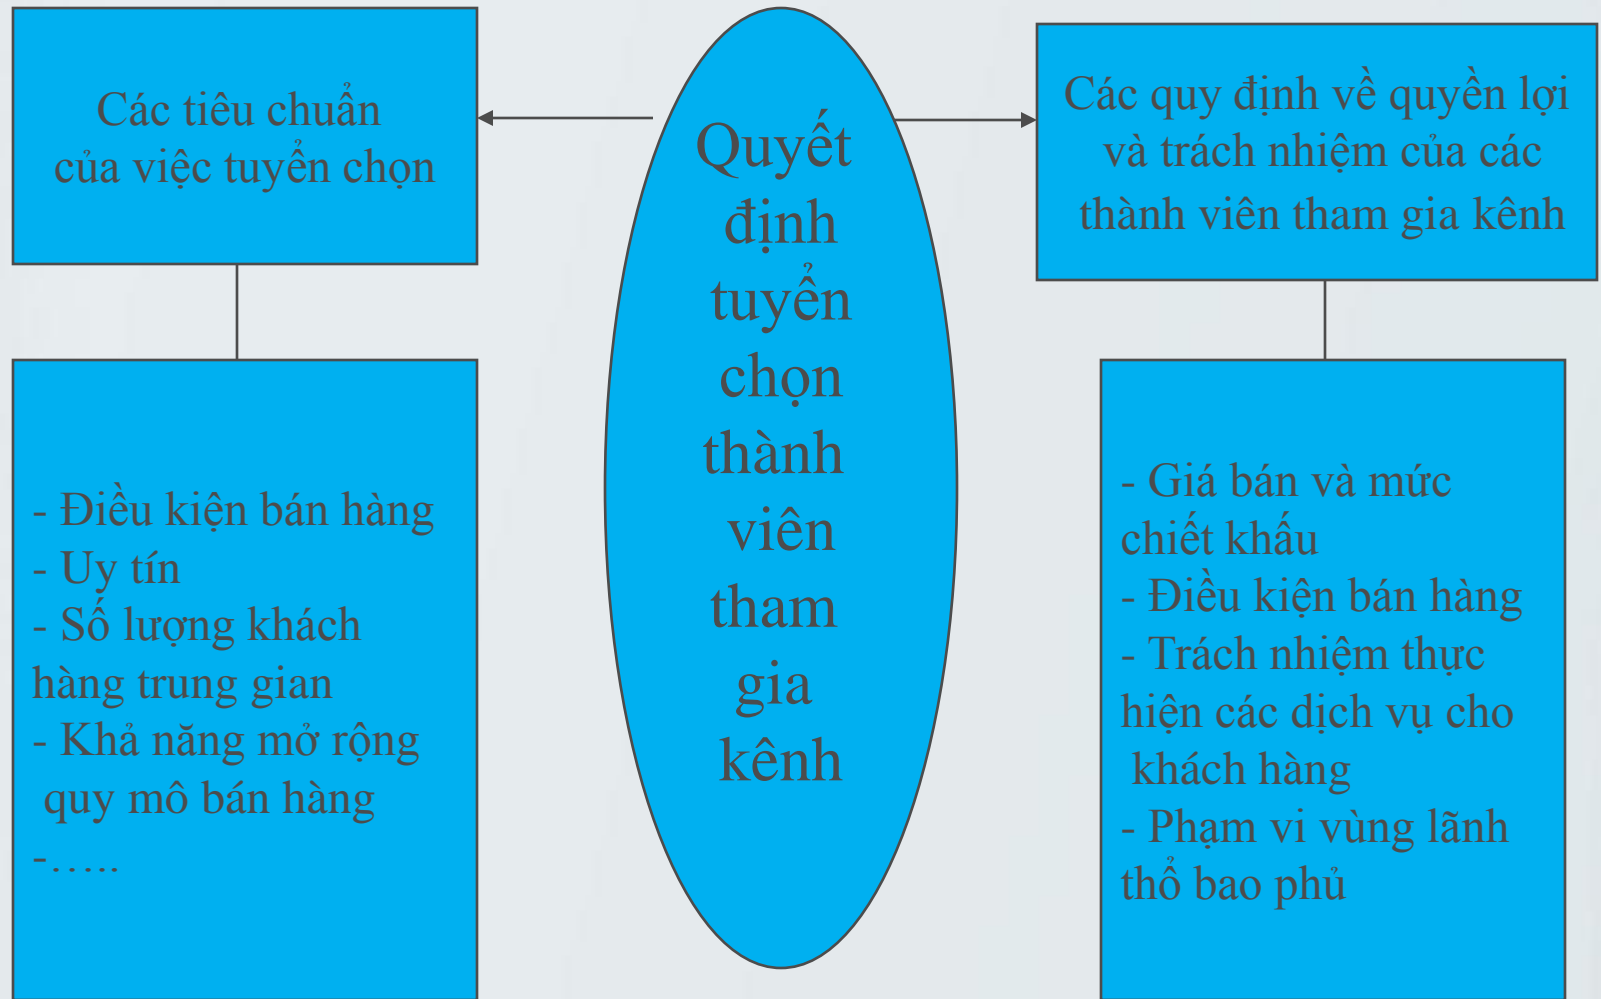 Các tiêu chuẩn
của việc tuyển chọn
- Điều kiện bán hàng
- Uy tín
- Số lượng khách
hàng trung gian
- Khả năng mở rộng
quy mô bán hàng
-.....
Quyết
định
tuyển
chọn
thành
viên
tham
gia
kênh
Các quy định về quyền lợi
và trách nhiệm của các
thành viên tham gia kênh
- Giá bán và mức
chiết khấu
- Điều kiện bán hàng
- Trách nhiệm thực
hiện các dịch vụ cho
khách hàng
- Phạm vi vùng lãnh
thổ bao phủ